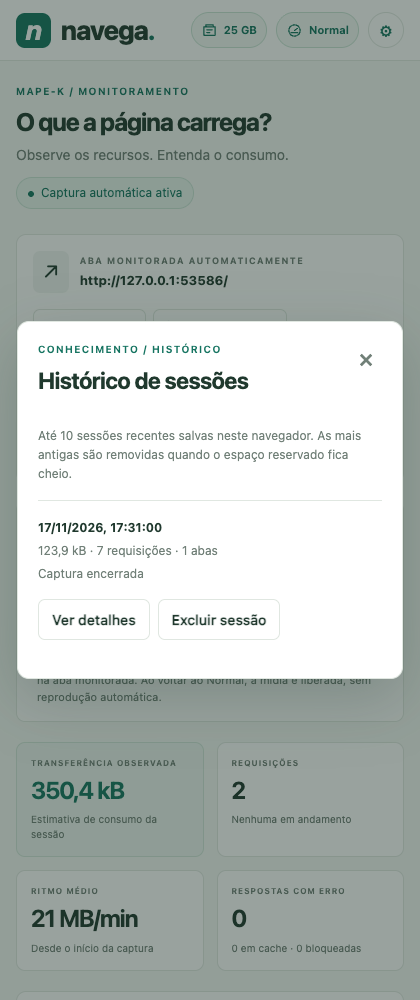 n navega.
25 GB
Normal
MAPE-K / MONITORAMENTO
O que a página carrega?
Observe os recursos. Entenda o consumo.
Captura automática ativa
ABA MONITORADA AUTOMATICAMENTE
http://127.0.0.1:53586/
CONHECIMENTO / HISTÓRICO
Histórico de sessões
Até 10 sessões recentes salvas neste navegador. As mais
antigas são removidas quando o espaço reservado fica
cheio.
17/11/2026, 17:31:00
123,9 kB · 7 requisições · 1 abas
Captura encerrada
Ver detalhes
Excluir sessão
na aba monitorada. Ao voltar ao Normal, a mídia é liberada, sem
reprodução automática.
TRANSFERÊNCIA OBSERVADA
350,4 kB
Estimativa de consumo da
sessão
REQUISIÇÕES
2
Nenhuma em andamento
RITMO MÉDIO
21 MB/min
Desde o início da captura
RESPOSTAS COM ERRO
0
0 em cache · 0 bloqueadas